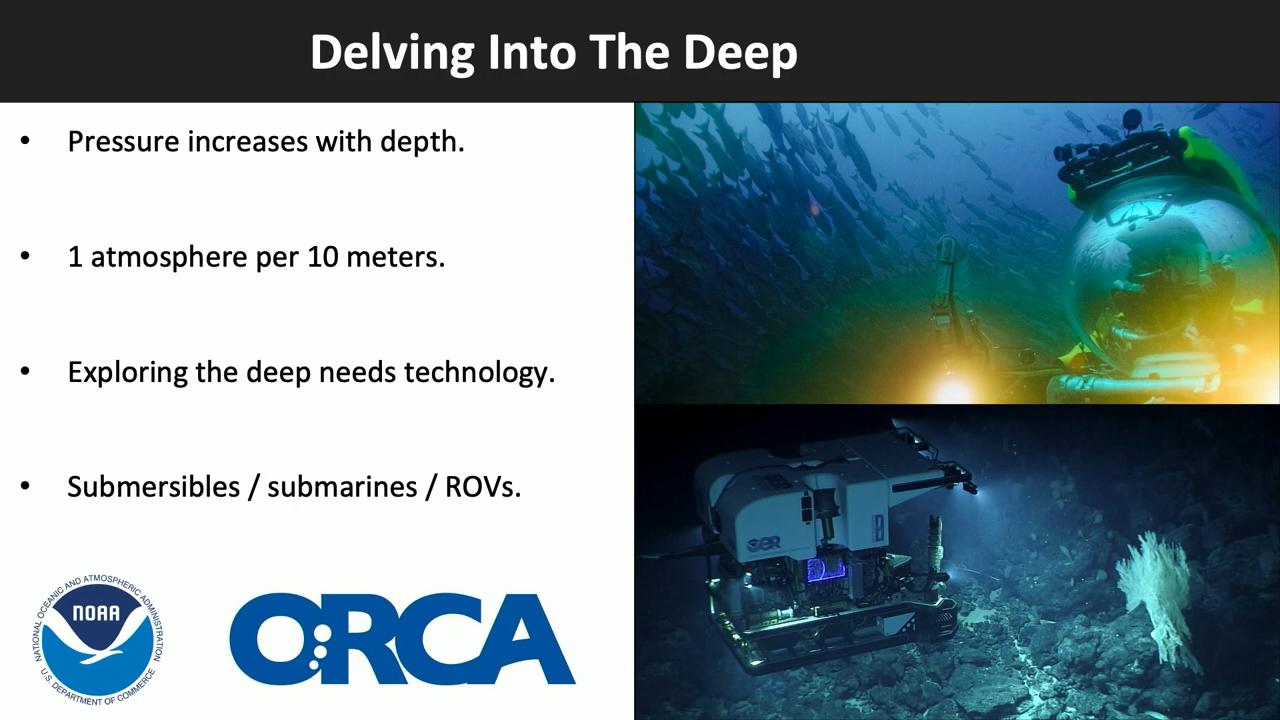 Delving Into The Deep
• Pressure increases with depth.
• 1 atmosphere per 10 meters.
• Exploring the deep needs technology.
• Submersibles / submarines / ROVs.
NATIONAL OCEANIC AND ATMOSPHERIC ADMINISTRATION
NOAA
U.S. DEPARTMENT OF COMMERCE
ORCA